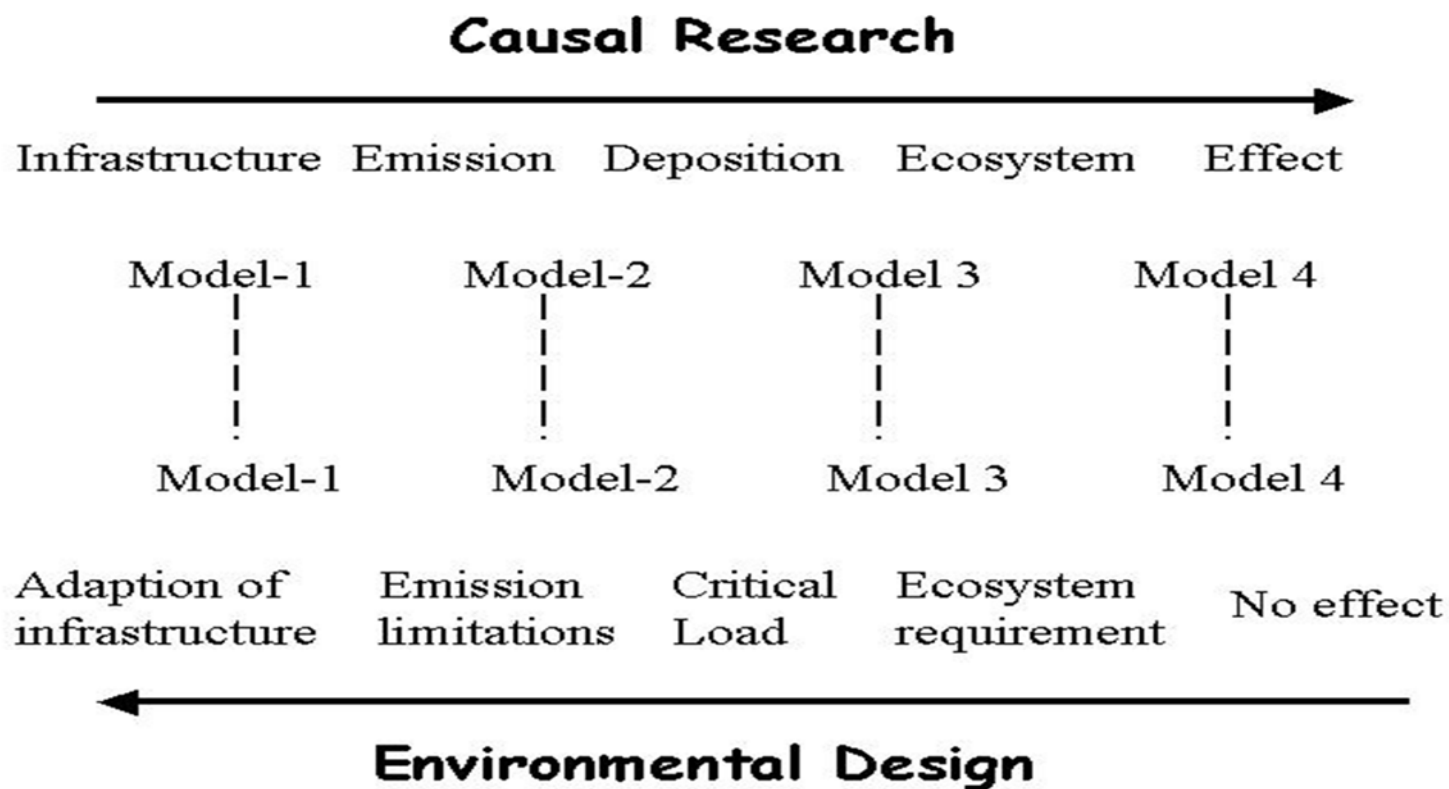 Causal Research
Infrastructure Emission Deposition Ecosystem Effect
Model-1 Model-2 Model 3 Model 4
Model-1 Model-2 Model 3 Model 4
Adaption of Emission Critical Ecosystem No effect
infrastructure limitations Load requirement
Environmental Design